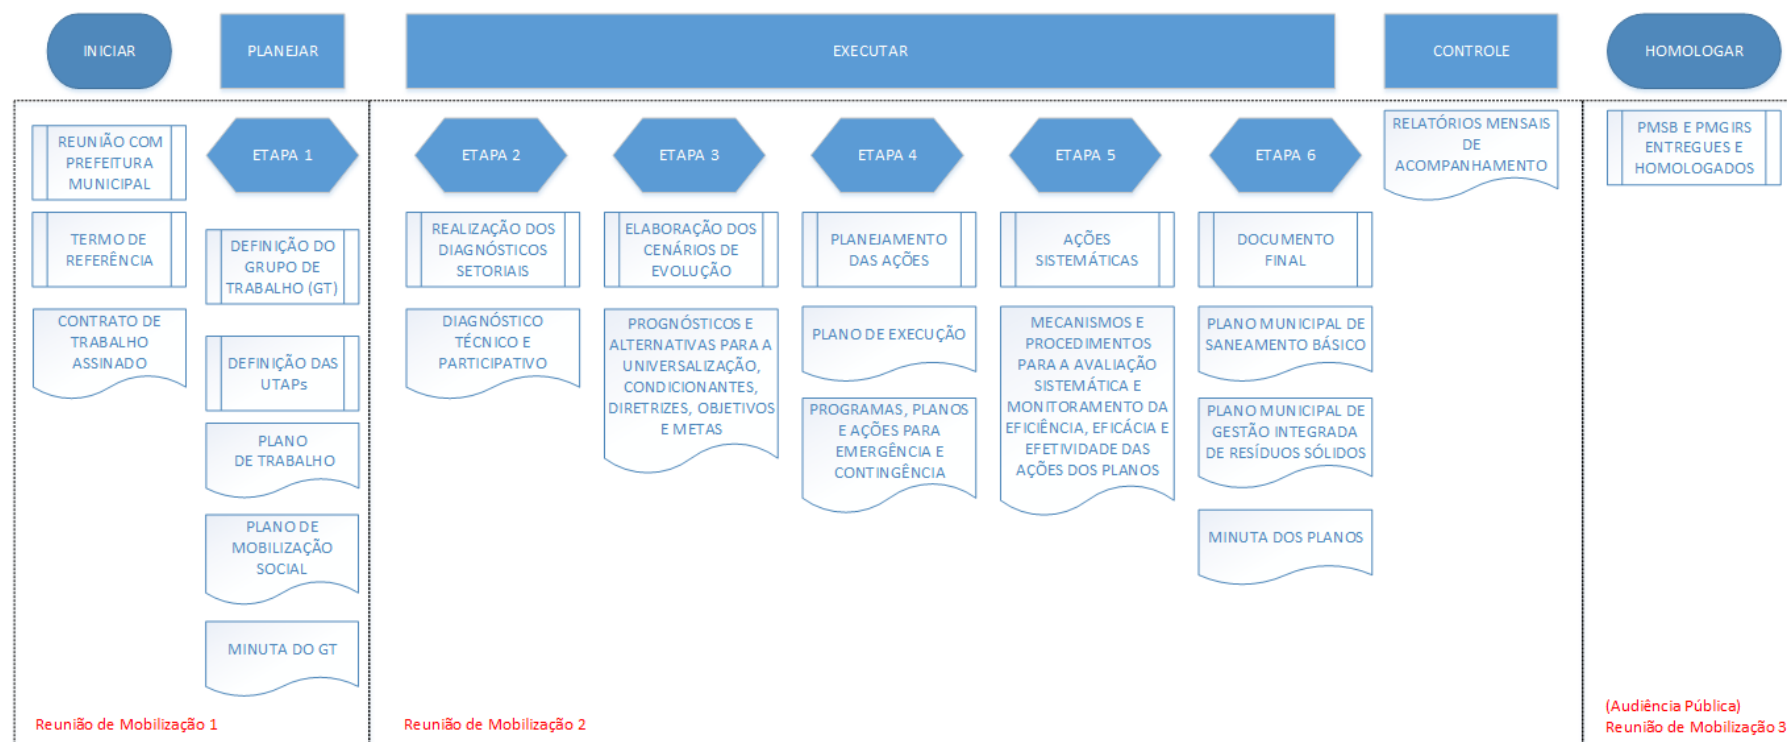 INICIAR
PLANEJAR
EXECUTAR
CONTROLE
HOMOLOGAR
REUNIÃO COM
PREFEITURA
MUNICIPAL
TERMO DE
REFERÊNCIA
CONTRATO DE
TRABALHO
ASSINADO
ETAPA 1
DEFINIÇÃO DO
GRUPO DE
TRABALHO (GT)
DEFINIÇÃO DAS
UTAPs
PLANO
DE TRABALHO
PLANO DE
MOBILIZAÇÃO
SOCIAL
MINUTA DO GT
Reunião de Mobilização 1
ETAPA 2
REALIZAÇÃO DOS
DIAGNÓSTICOS
SETORIAIS
DIAGNÓSTICO
TÉCNICO E
PARTICIPATIVO
ETAPA 3
ELABORAÇÃO DOS
CENÁRIOS DE
EVOLUÇÃO
PROGNÓSTICOS E
ALTERNATIVAS PARA A
UNIVERSALIZAÇÃO,
CONDICIONANTES,
DIRETRIZES, OBJETIVOS
E METAS
ETAPA 4
PLANEJAMENTO
DAS AÇÕES
PLANO DE EXECUÇÃO
PROGRAMAS, PLANOS
E AÇÕES PARA
EMERGÊNCIA E
CONTINGÊNCIA
ETAPA 5
AÇÕES
SISTEMÁTICAS
MECANISMOS E
PROCEDIMENTOS
PARA A AVALIAÇÃO
SISTEMÁTICA E
MONITORAMENTO DA
EFICIÊNCIA, EFICÁCIA E
EFETIVIDADE DAS
AÇÕES DOS PLANOS
ETAPA 6
DOCUMENTO
FINAL
PLANO MUNICIPAL DE
SANEAMENTO BÁSICO
PLANO MUNICIPAL DE
GESTÃO INTEGRADA
DE RESÍDUOS SÓLIDOS
MINUTA DOS PLANOS
RELATÓRIOS MENSAIS
DE
ACOMPANHAMENTO
Reunião de Mobilização 2
PMSB E PMGIRS
ENTREGUES E
HOMOLOGADOS
(Audiência Pública)
Reunião de Mobilização 3